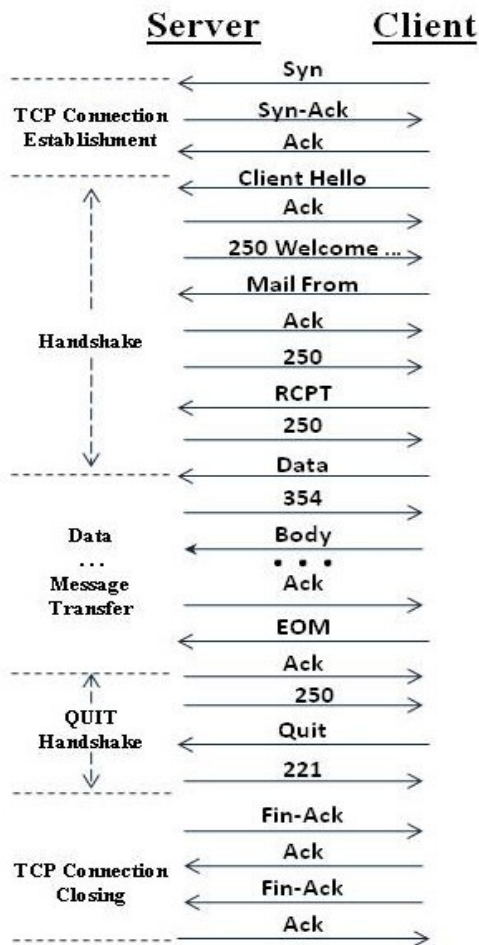 Server Client
Syn
TCP Connection
Establishment
Syn-Ack
Ack
Client Hello
Ack
250 Welcome ...
Mail From
Handshake
Ack
250
RCPT
250
Data
354
Data
...
Message
Transfer
Body
...
Ack
EOM
Ack
250
QUIT
Handshake
Quit
221
Fin-Ack
TCP Connection
Closing
Ack
Fin-Ack
Ack